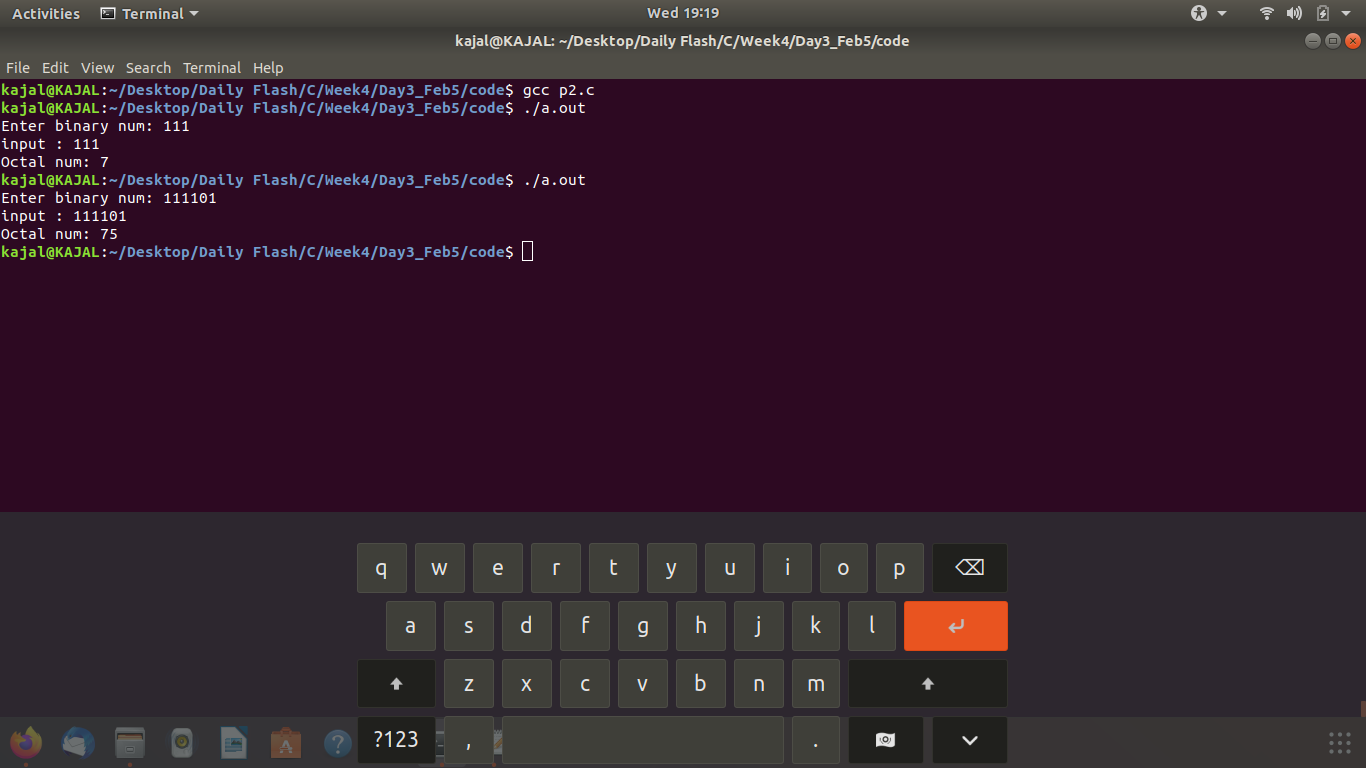 Activities Terminal Wed 19:19
kajal@KAJAL: ~/Desktop/Daily Flash/C/Week4/Day3_Feb5/code
File Edit View Search Terminal Help
kajal@KAJAL:~/Desktop/Daily Flash/C/Week4/Day3_Feb5/code$ gcc p2.c
kajal@KAJAL:~/Desktop/Daily Flash/C/Week4/Day3_Feb5/code$ ./a.out
Enter binary num: 111
input : 111
Octal num: 7
kajal@KAJAL:~/Desktop/Daily Flash/C/Week4/Day3_Feb5/code$ ./a.out
Enter binary num: 111101
input : 111101
Octal num: 75
kajal@KAJAL:~/Desktop/Daily Flash/C/Week4/Day3_Feb5/code$
q w e r t y u i o p
a s d f g h j k l
z x c v b n m
?123 , .